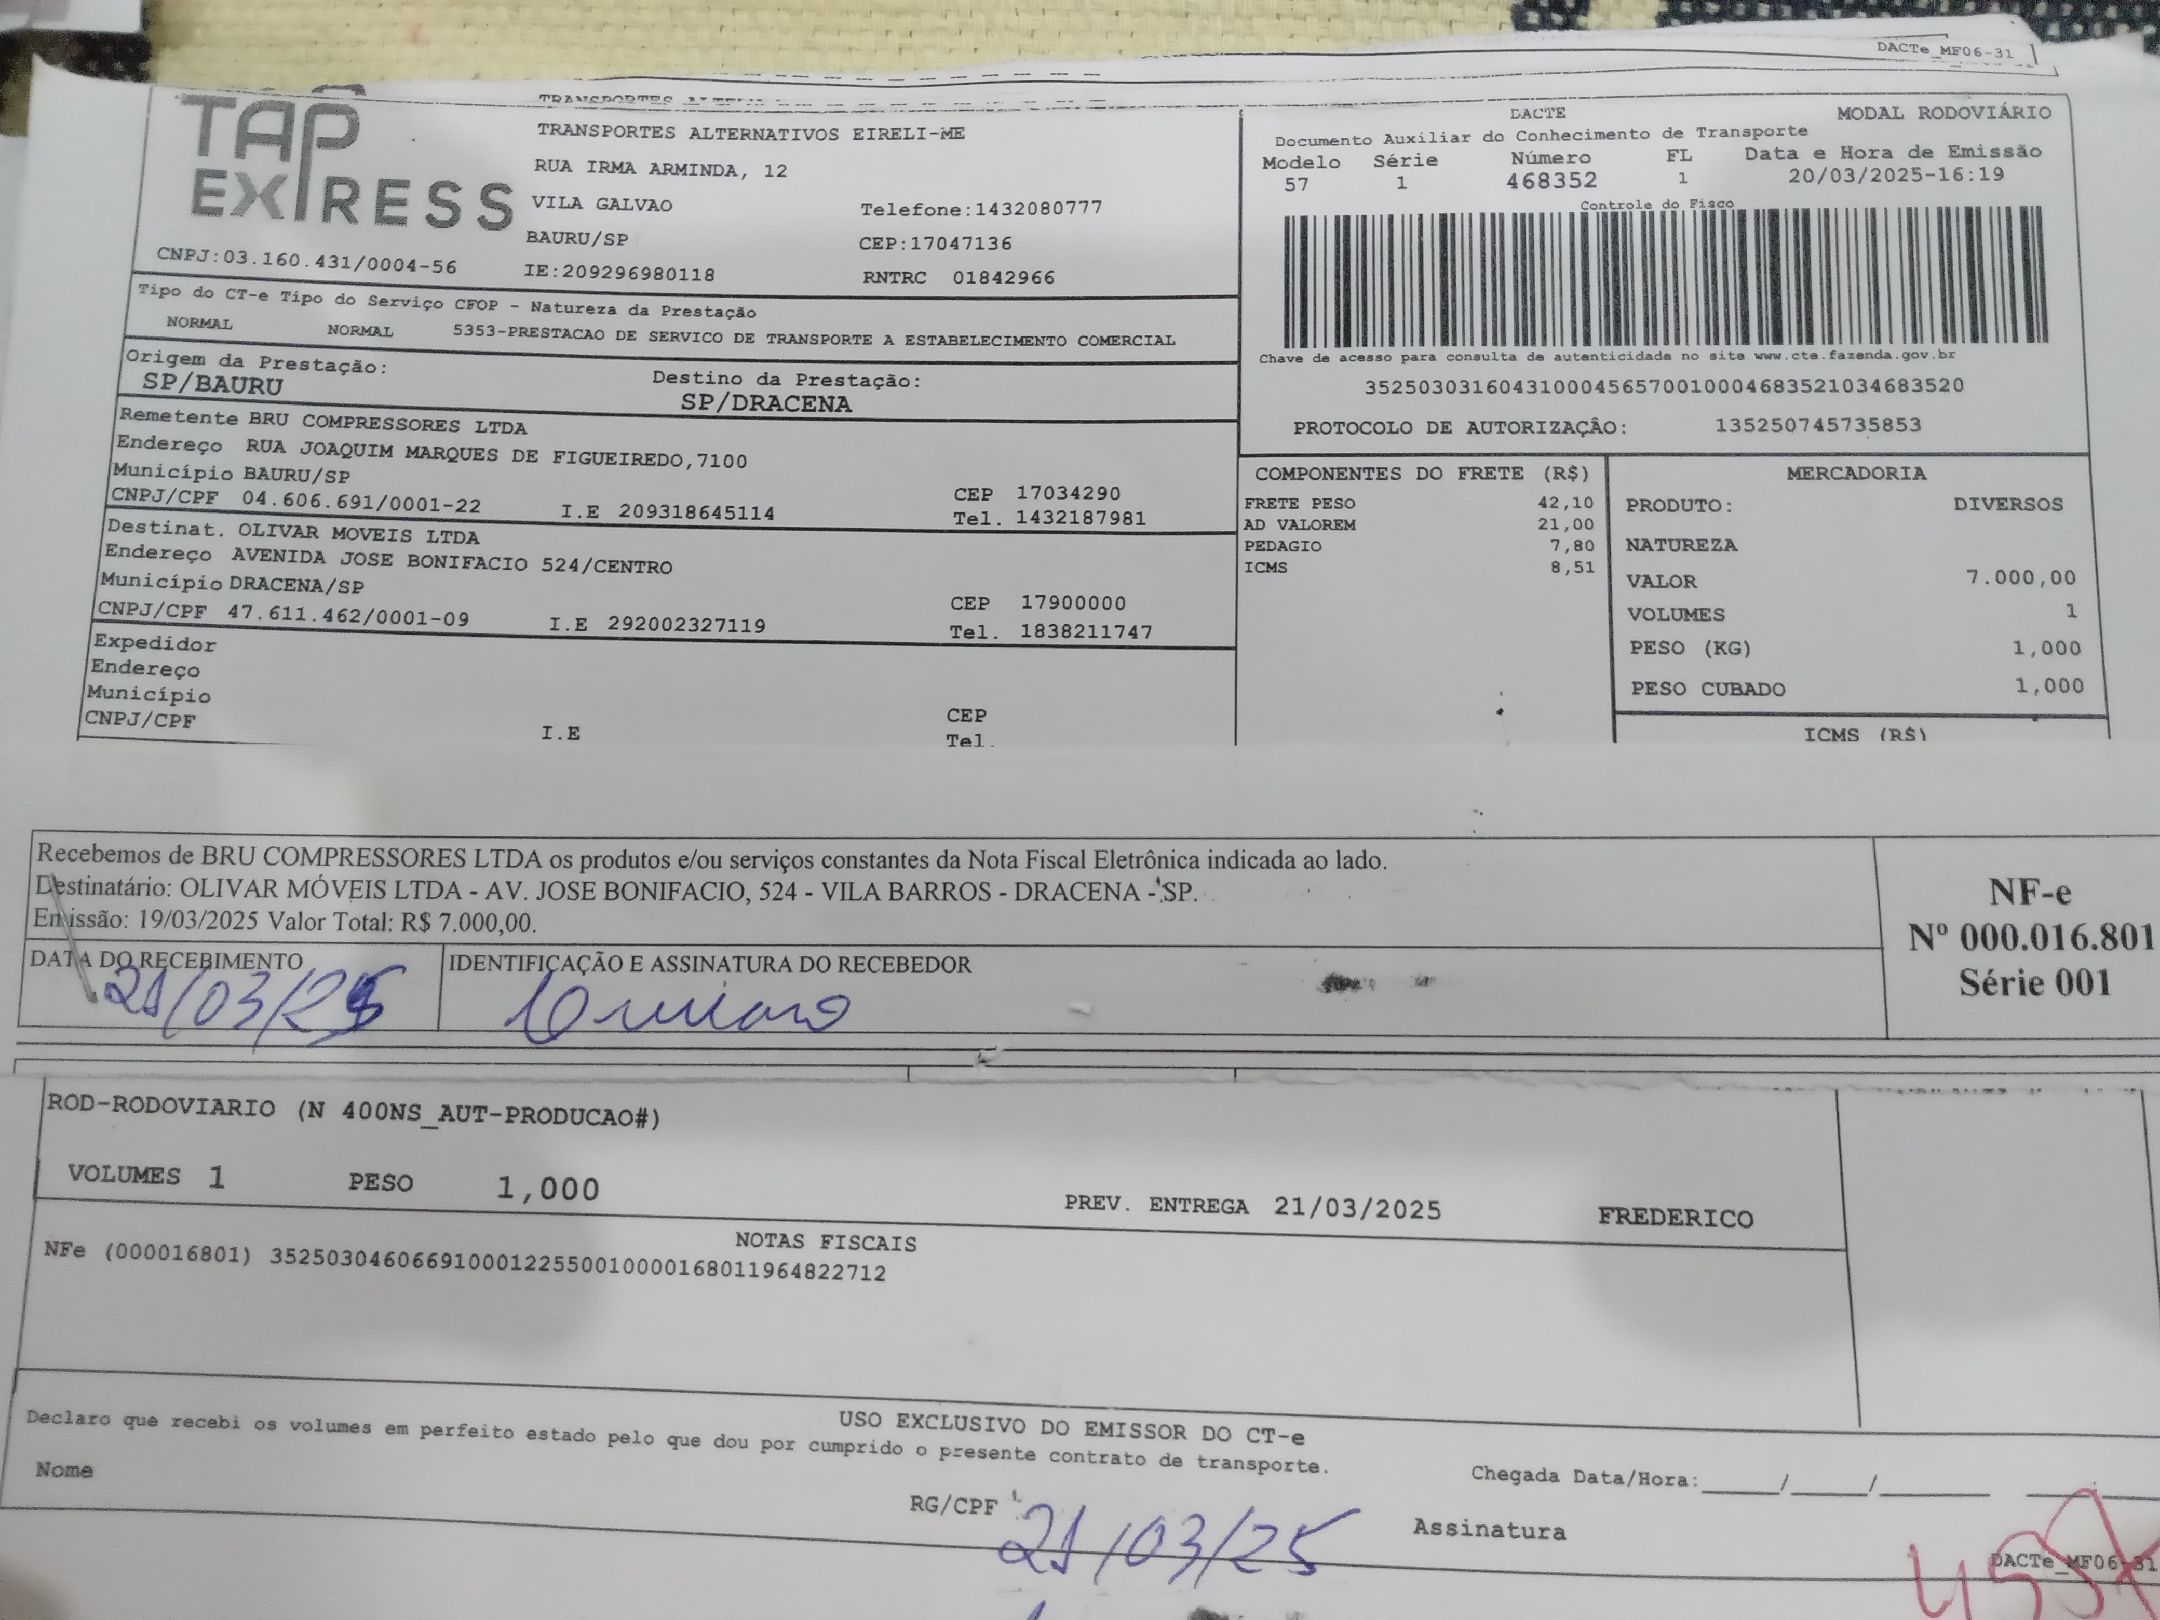 DACTe_MF06-31
TAP
EXPRESS
TRANSPORTES ALTERNATIVOS EIRELI-ME
RUA IRMA ARMINDA, 12
VILA GALVAO Telefone:1432080777
BAURU/SP CEP:17047136
CNPJ:03.160.431/0004-56 IE:209296980118 RNTRC 01842966
DACTE MODAL RODOVIÁRIO
Documento Auxiliar do Conhecimento de Transporte
Modelo Série Número FL Data e Hora de Emissão
57 1 468352 1 20/03/2025-16:19
Controle do Fisco
Chave de acesso para consulta de autenticidade no site www.cte.fazenda.gov.br
35250303160431000456570010004683521034683520
PROTOCOLO DE AUTORIZAÇÃO: 135250745735853
Tipo do CT-e Tipo do Serviço CFOP - Natureza da Prestação
NORMAL NORMAL 5353-PRESTACAO DE SERVICO DE TRANSPORTE A ESTABELECIMENTO COMERCIAL
Origem da Prestação: Destino da Prestação:
SP/BAURU SP/DRACENA
Remetente BRU COMPRESSORES LTDA
Endereço RUA JOAQUIM MARQUES DE FIGUEIREDO,7100
Município BAURU/SP CEP 17034290
CNPJ/CPF 04.606.691/0001-22 I.E 209318645114 Tel. 1432187981
Destinat. OLIVAR MOVEIS LTDA
Endereço AVENIDA JOSE BONIFACIO 524/CENTRO
Município DRACENA/SP CEP 17900000
CNPJ/CPF 47.611.462/0001-09 I.E 292002327119 Tel. 1838211747
Expedidor
Endereço
Município CEP
CNPJ/CPF I.E Tel.
COMPONENTES DO FRETE (R$)
FRETE PESO 42,10
AD VALOREM 21,00
PEDAGIO 7,80
ICMS 8,51
MERCADORIA
PRODUTO: DIVERSOS
NATUREZA
VALOR 7.000,00
VOLUMES 1
PESO (KG) 1,000
PESO CUBADO 1,000
ICMS (R$)
Recebemos de BRU COMPRESSORES LTDA os produtos e/ou serviços constantes da Nota Fiscal Eletrônica indicada ao lado.
Destinatário: OLIVAR MÓVEIS LTDA - AV. JOSE BONIFACIO, 524 - VILA BARROS - DRACENA - SP.
Emissão: 19/03/2025 Valor Total: R$ 7.000,00.
DATA DO RECEBIMENTO IDENTIFICAÇÃO E ASSINATURA DO RECEBEDOR
21/03/25
NF-e
Nº 000.016.801
Série 001
ROD-RODOVIARIO (N 400NS_AUT-PRODUCAO#)
VOLUMES 1 PESO 1,000 PREV. ENTREGA 21/03/2025 FREDERICO
NOTAS FISCAIS
NFe (000016801) 35250304606691000122550010000168011964822712
USO EXCLUSIVO DO EMISSOR DO CT-e
Declaro que recebi os volumes em perfeito estado pelo que dou por cumprido o presente contrato de transporte.
Nome RG/CPF Chegada Data/Hora:____/____/______
21/03/25 Assinatura
DACTe_MF06-31